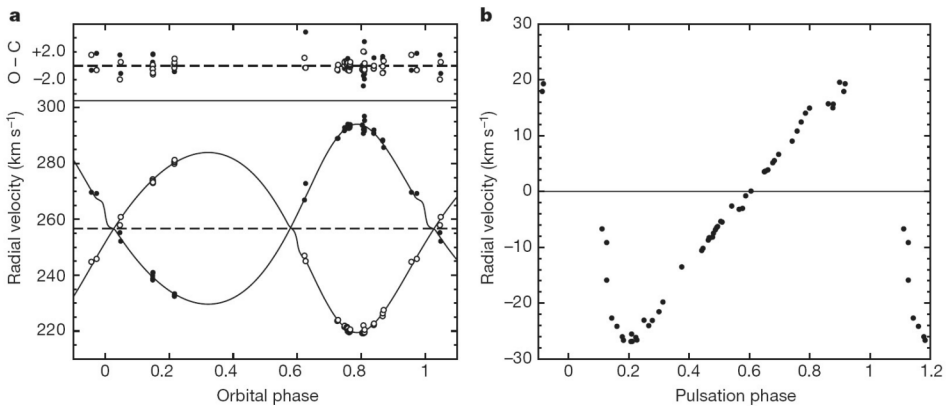 a
O – C
+2.0
–2.0
Radial velocity (km s⁻¹)
300
280
260
240
220
0 0.2 0.4 0.6 0.8 1
Orbital phase
b
Radial velocity (km s⁻¹)
30
20
10
0
–10
–20
–30
0 0.2 0.4 0.6 0.8 1.0 1.2
Pulsation phase